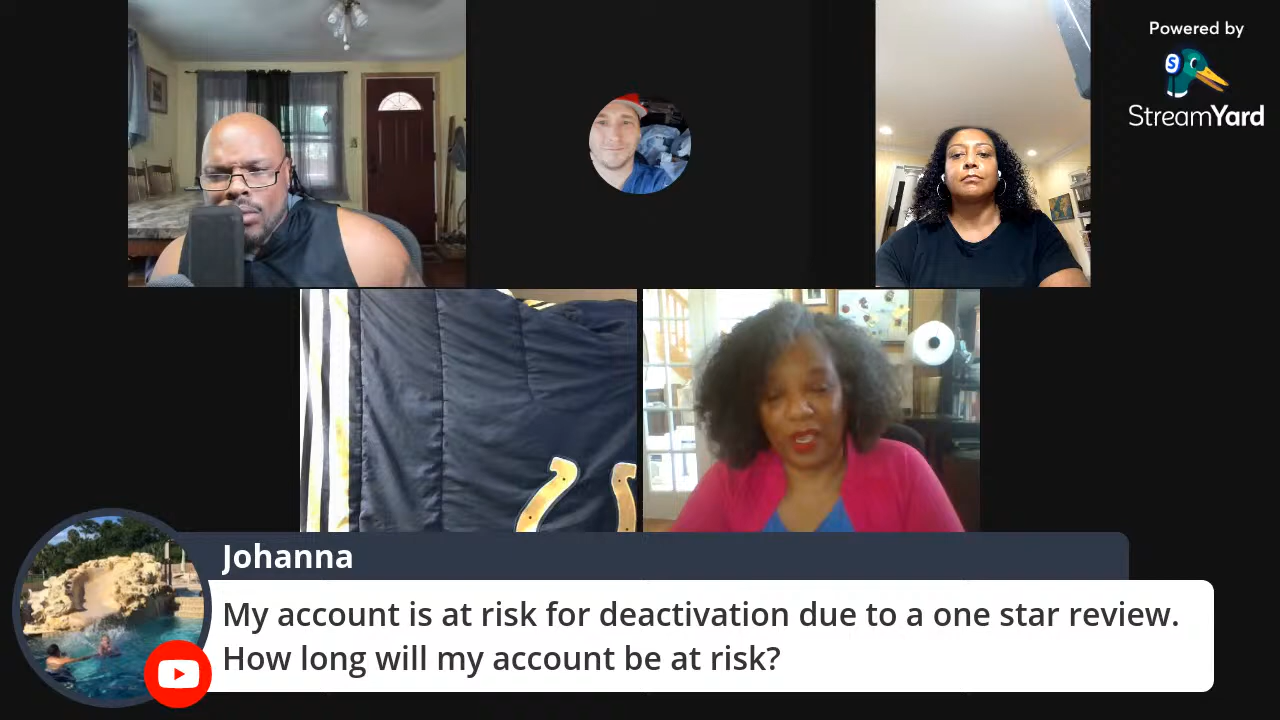 Powered by
StreamYard
Johanna
My account is at risk for deactivation due to a one star review.
How long will my account be at risk?